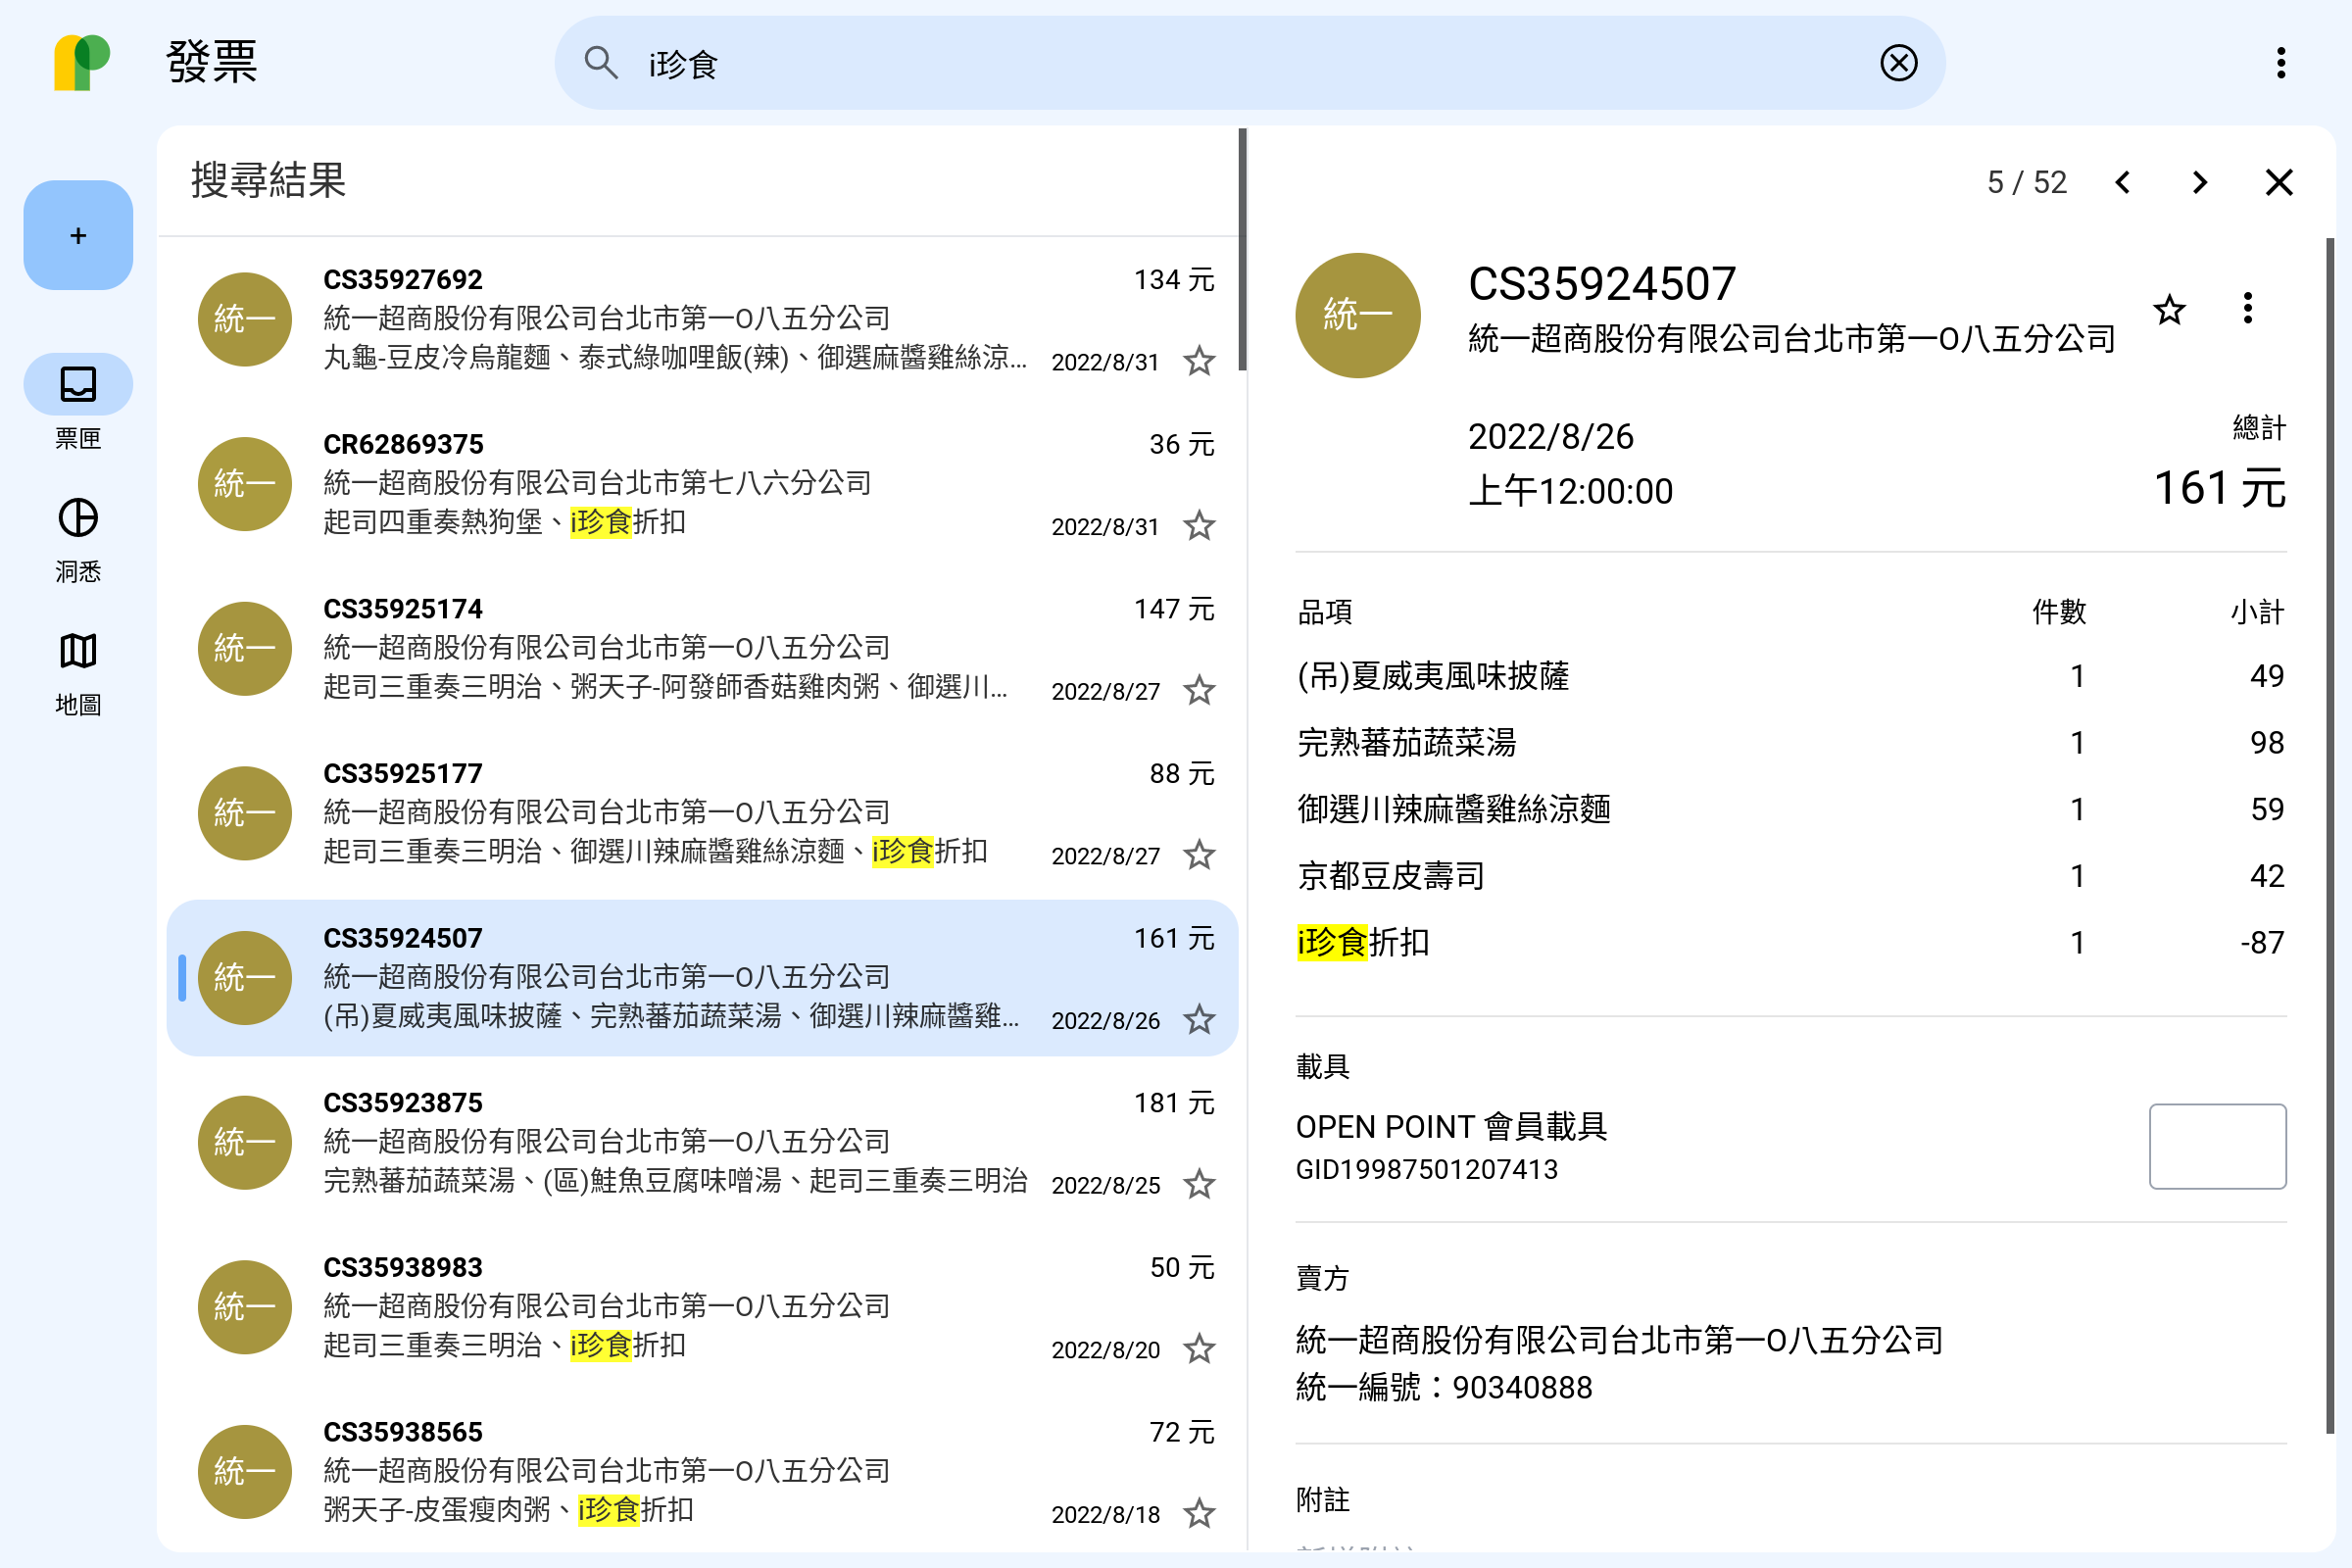 發票
i珍食
+
票匣
洞悉
地圖
搜尋結果
CS35927692
134 元
統一
統一超商股份有限公司台北市第一O八五分公司
丸龜-豆皮冷烏龍麵、泰式綠咖哩飯(辣)、御選麻醬雞絲涼...
2022/8/31
CR62869375
36 元
統一
統一超商股份有限公司台北市第七八六分公司
起司四重奏熱狗堡、i珍食折扣
2022/8/31
CS35925174
147 元
統一
統一超商股份有限公司台北市第一O八五分公司
起司三重奏三明治、粥天子-阿發師香菇雞肉粥、御選川...
2022/8/27
CS35925177
88 元
統一
統一超商股份有限公司台北市第一O八五分公司
起司三重奏三明治、御選川辣麻醬雞絲涼麵、i珍食折扣
2022/8/27
CS35924507
161 元
統一
統一超商股份有限公司台北市第一O八五分公司
(吊)夏威夷風味披薩、完熟蕃茄蔬菜湯、御選川辣麻醬雞...
2022/8/26
CS35923875
181 元
統一
統一超商股份有限公司台北市第一O八五分公司
完熟蕃茄蔬菜湯、(區)鮭魚豆腐味噌湯、起司三重奏三明治
2022/8/25
CS35938983
50 元
統一
統一超商股份有限公司台北市第一O八五分公司
起司三重奏三明治、i珍食折扣
2022/8/20
CS35938565
72 元
統一
統一超商股份有限公司台北市第一O八五分公司
粥天子-皮蛋瘦肉粥、i珍食折扣
2022/8/18
5 / 52
統一
CS35924507
統一超商股份有限公司台北市第一O八五分公司
2022/8/26
上午12:00:00
總計
161 元
品項 件數 小計
(吊)夏威夷風味披薩 1 49
完熟蕃茄蔬菜湯 1 98
御選川辣麻醬雞絲涼麵 1 59
京都豆皮壽司 1 42
i珍食折扣 1 -87
載具
OPEN POINT 會員載具
GID19987501207413
賣方
統一超商股份有限公司台北市第一O八五分公司
統一編號：90340888
附註